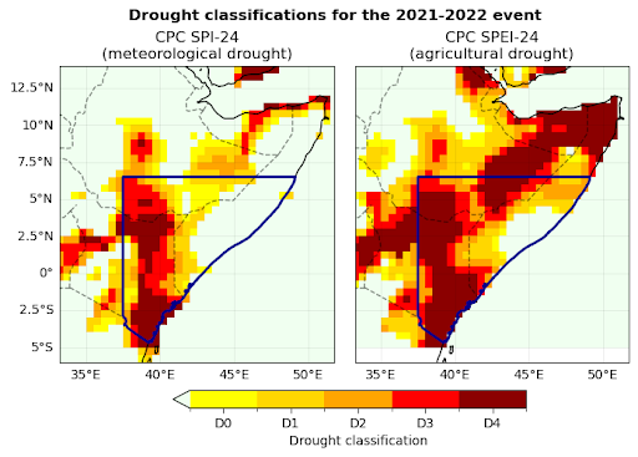 Drought classifications for the 2021-2022 event
CPC SPI-24
(meteorological drought)
CPC SPEI-24
(agricultural drought)
12.5°N
10°N
7.5°N
5°N
2.5°N
0°
2.5°S
5°S
35°E 40°E 45°E 50°E
35°E 40°E 45°E 50°E
D0 D1 D2 D3 D4
Drought classification